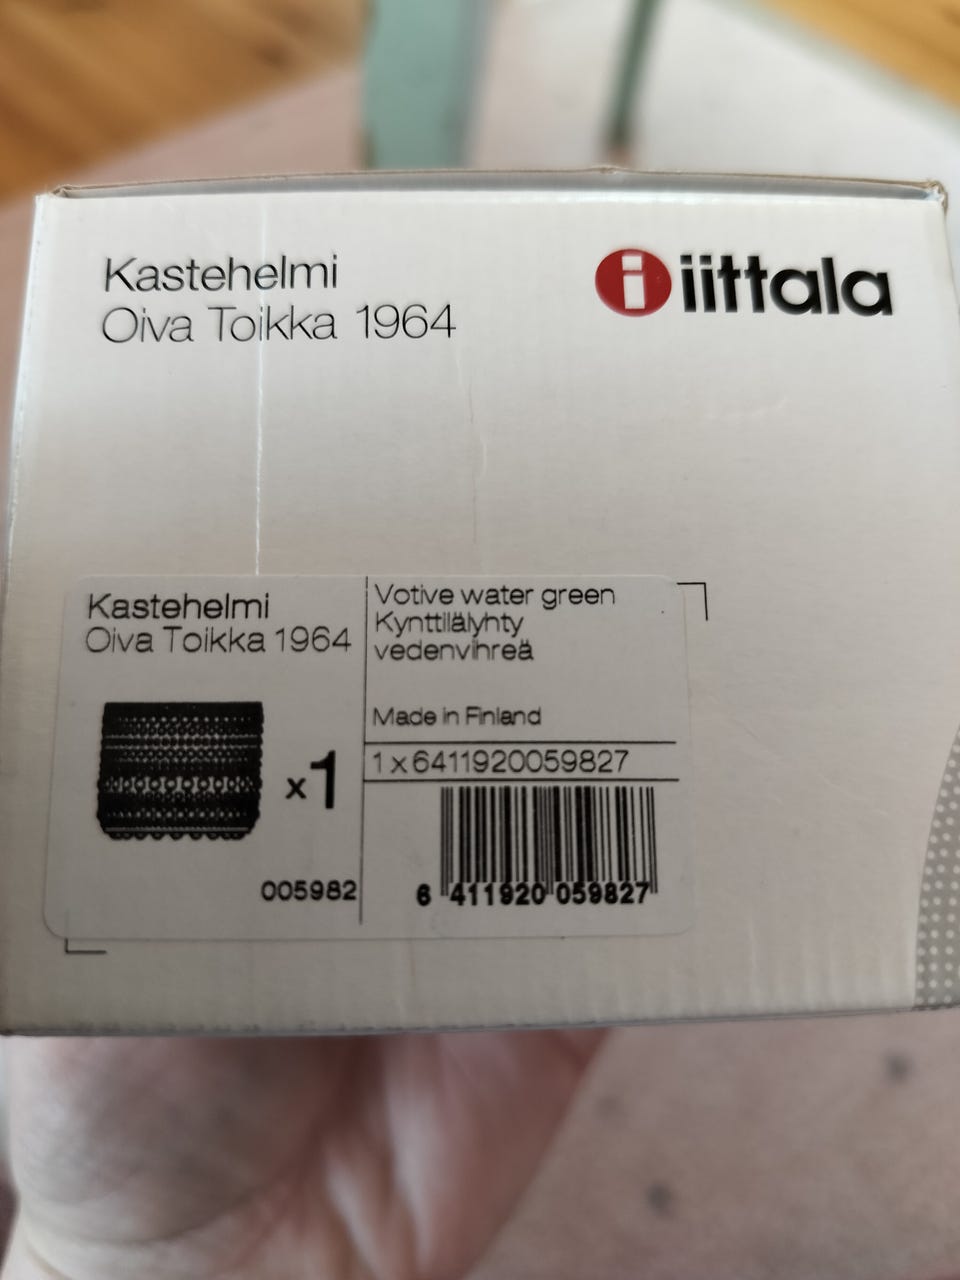 Kastehelmi
Oiva Toikka 1964
i iittala
Kastehelmi
Oiva Toikka 1964
x1
005982
Votive water green
Kynttilälyhty
vedenvihreä
Made in Finland
1 x 6411920059827
6 411920 059827